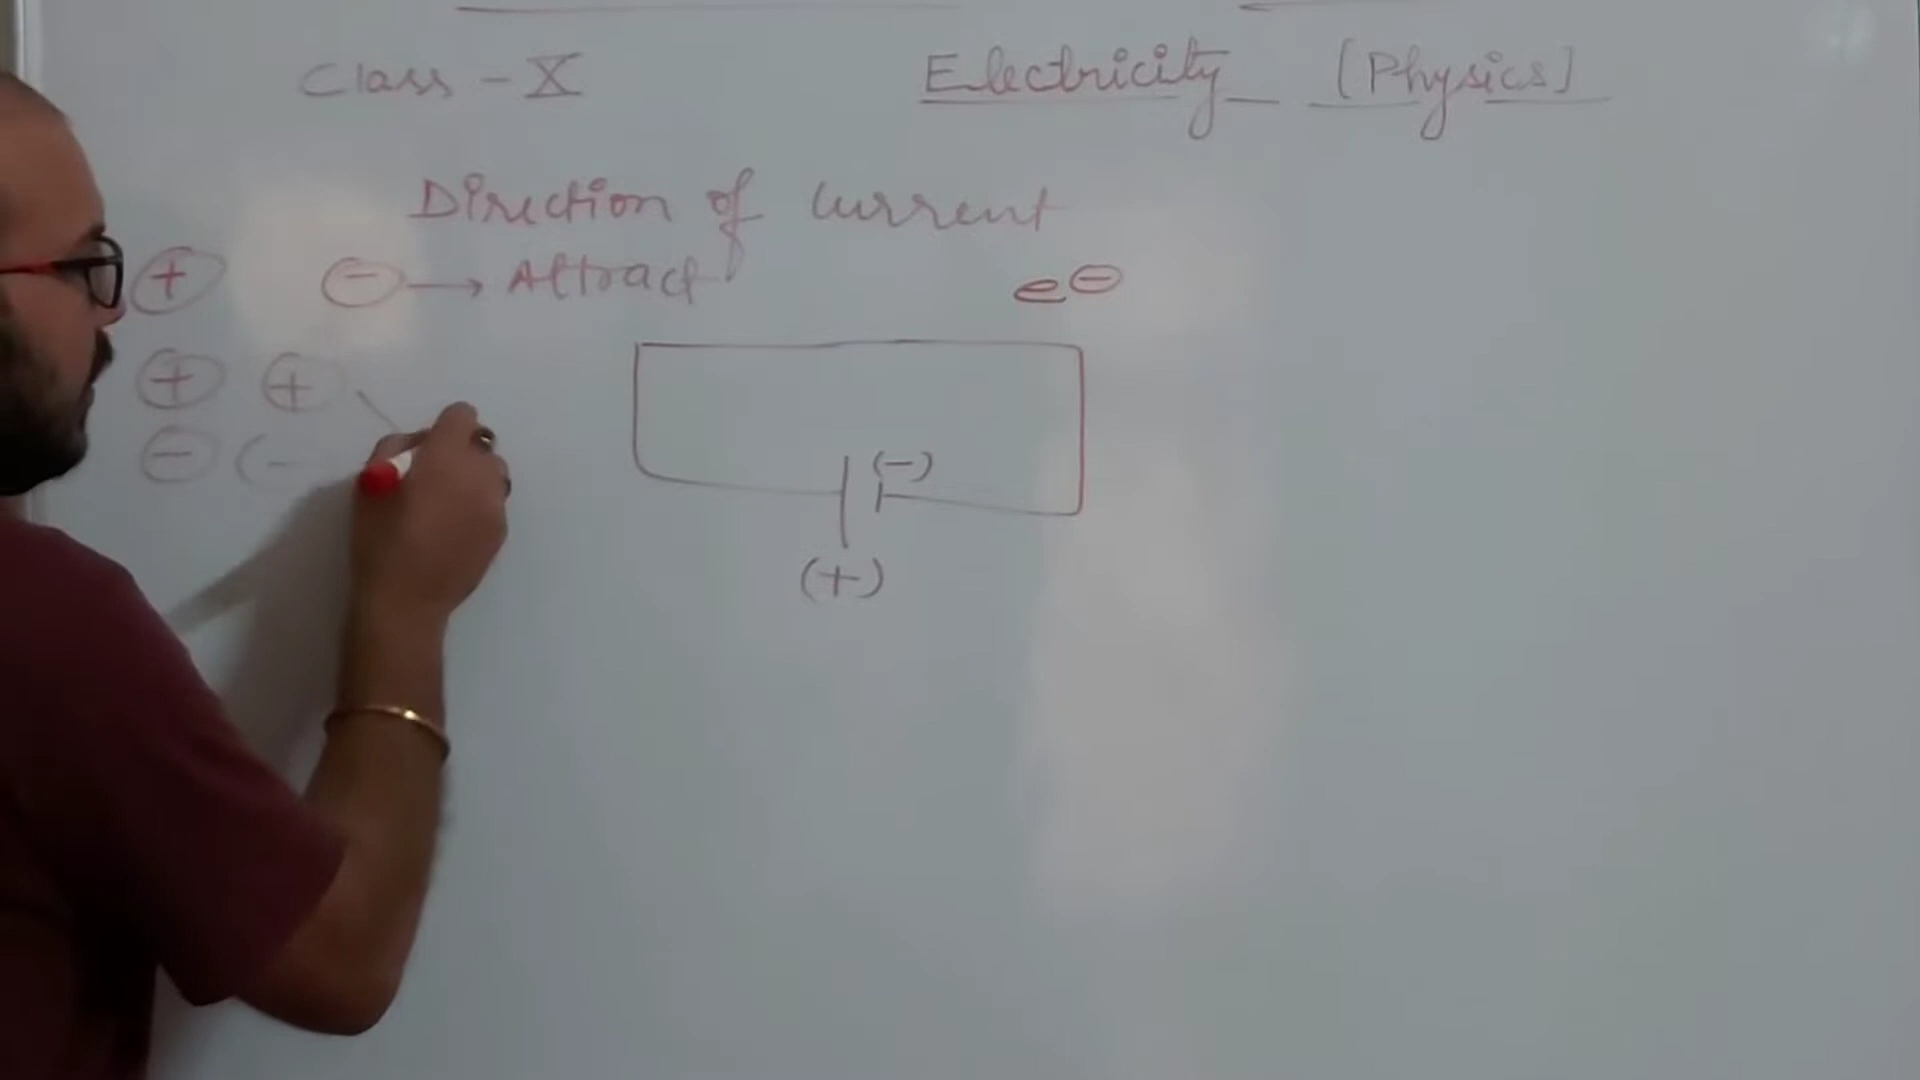 Class - X
Electricity (Physics)
Direction of Current
+ - → Attract
e-
+ +
- (-
(-)
(+)